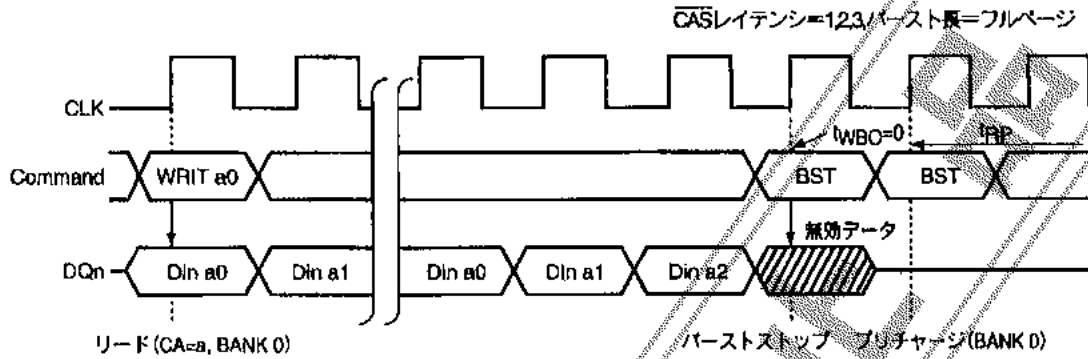 CASレイテンシ=1,2,3,バースト長=フルページ
CLK
tWBO=0
tRP
Command
WRIT a0
BST
BST
無効データ
DQn
Din a0
Din a1
Din a0
Din a1
Din a2
リード(CA=a, BANK 0)
バーストストップ
プリチャージ(BANK 0)